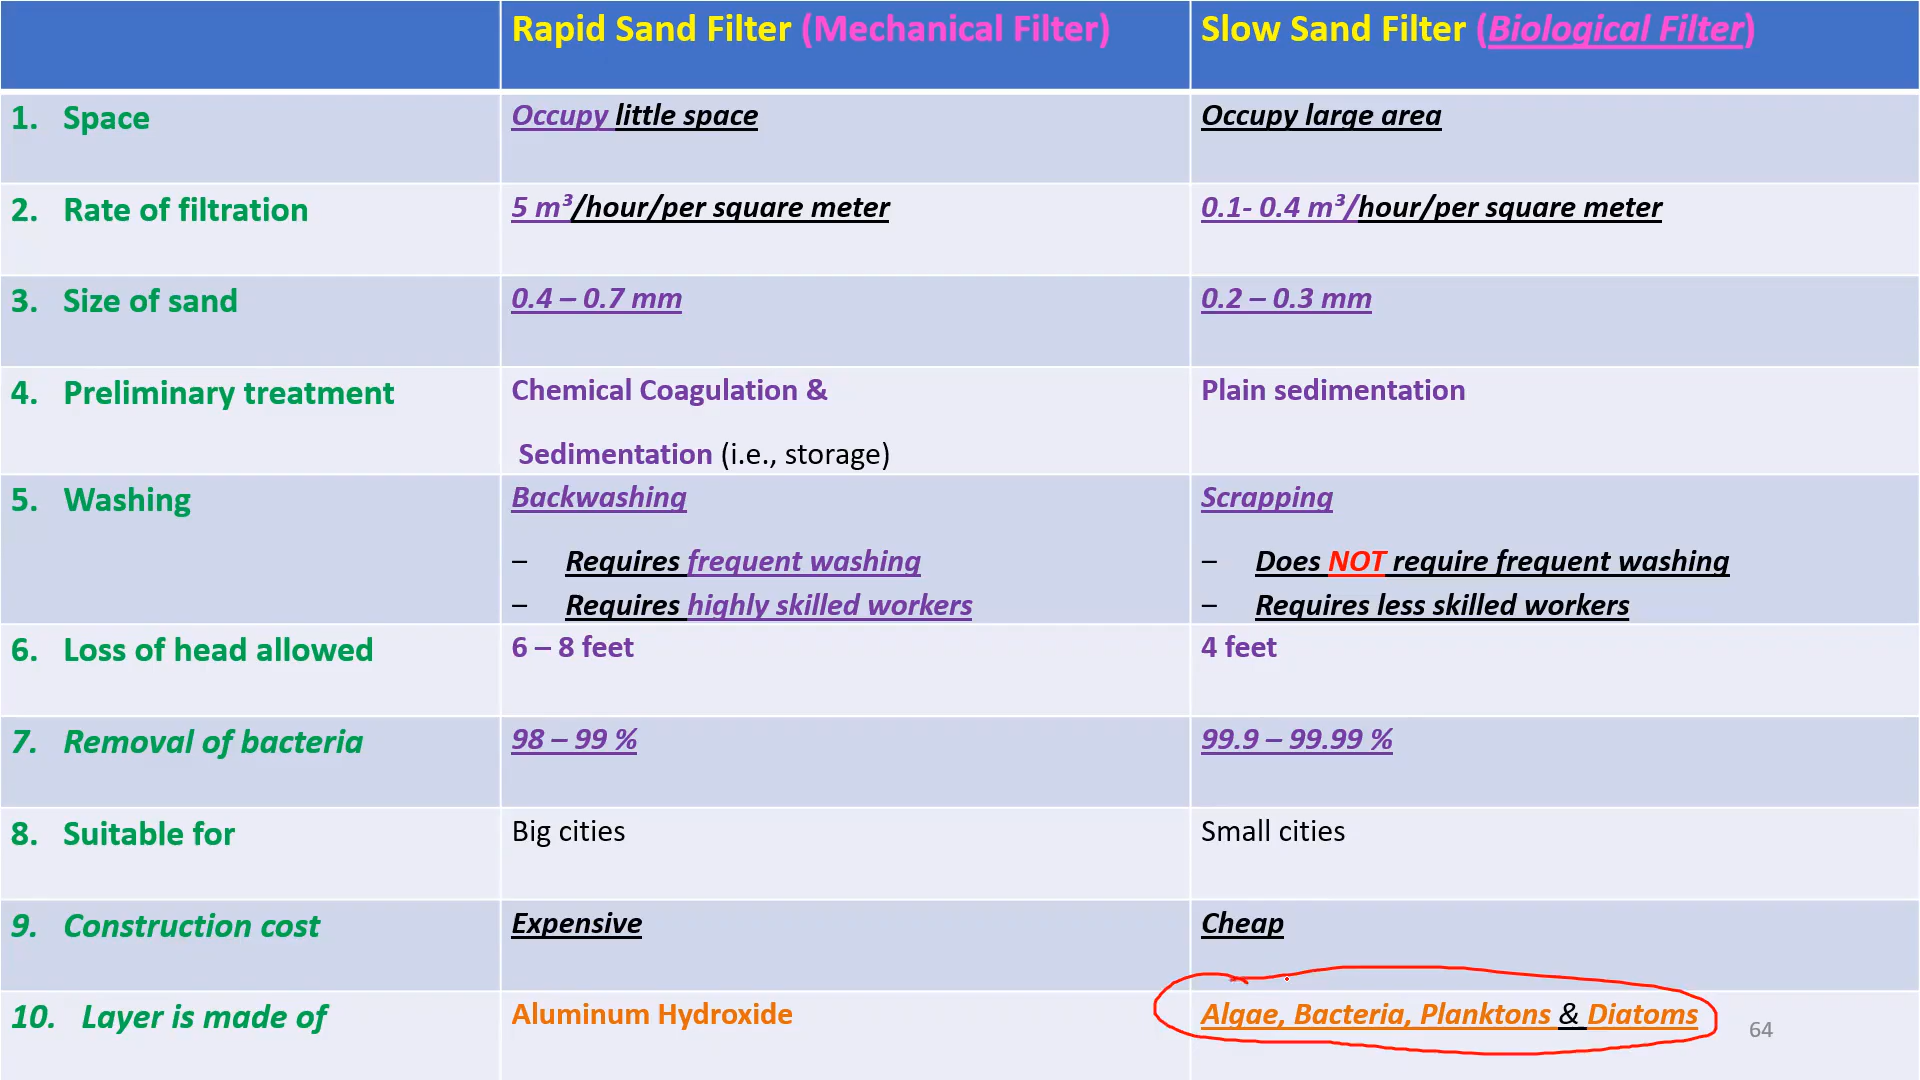 Rapid Sand Filter (Mechanical Filter)
Slow Sand Filter (Biological Filter)
1. Space
Occupy little space
Occupy large area
2. Rate of filtration
5 m³/hour/per square meter
0.1- 0.4 m³/hour/per square meter
3. Size of sand
0.4 – 0.7 mm
0.2 – 0.3 mm
4. Preliminary treatment
Chemical Coagulation &
Sedimentation (i.e., storage)
Plain sedimentation
5. Washing
Backwashing
– Requires frequent washing
– Requires highly skilled workers
Scrapping
– Does NOT require frequent washing
– Requires less skilled workers
6. Loss of head allowed
6 – 8 feet
4 feet
7. Removal of bacteria
98 – 99 %
99.9 – 99.99 %
8. Suitable for
Big cities
Small cities
9. Construction cost
Expensive
Cheap
10. Layer is made of
Aluminum Hydroxide
Algae, Bacteria, Planktons & Diatoms
64